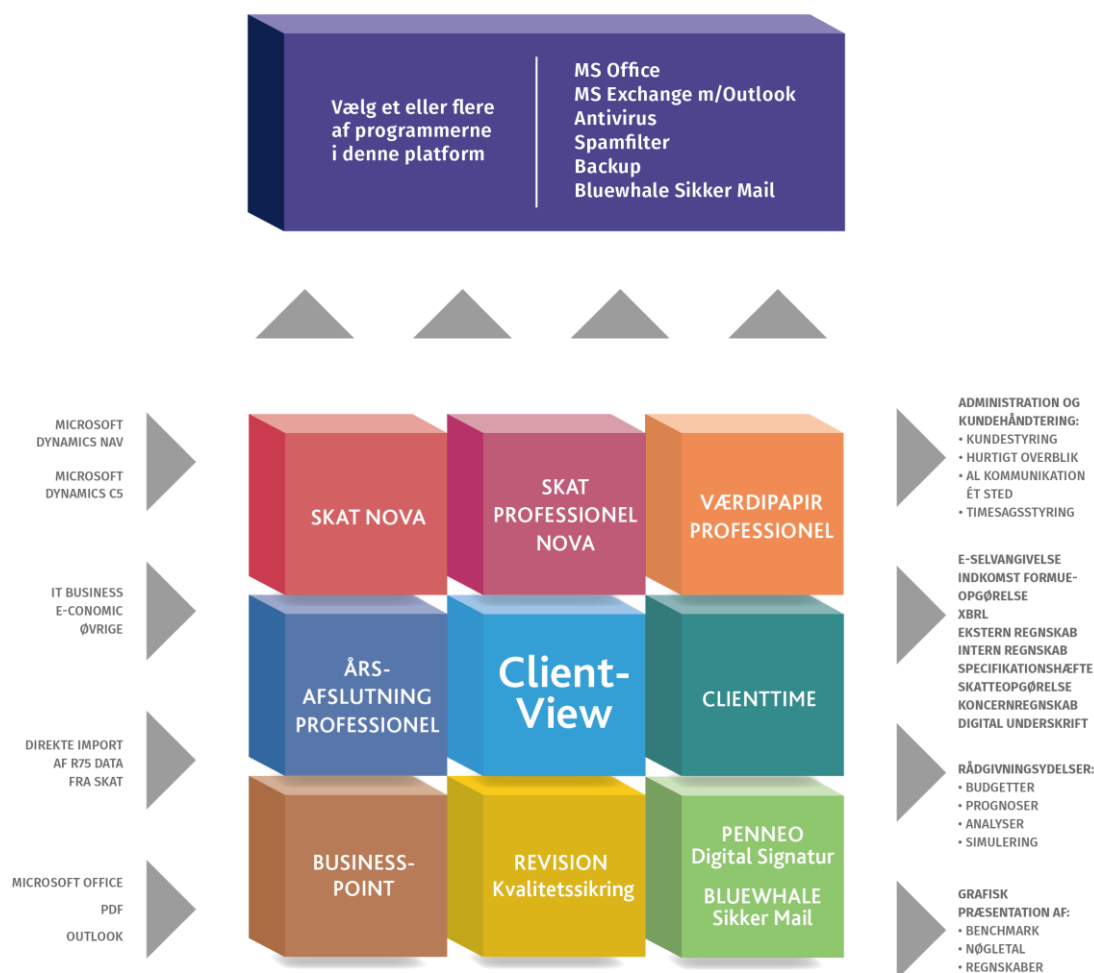 Vælg et eller flere
af programmerne
i denne platform
MS Office
MS Exchange m/Outlook
Antivirus
Spamfilter
Backup
Bluewhale Sikker Mail
MICROSOFT
DYNAMICS NAV
MICROSOFT
DYNAMICS C5
IT BUSINESS
E-CONOMIC
ØVRIGE
DIREKTE IMPORT
AF R75 DATA
FRA SKAT
MICROSOFT OFFICE
PDF
OUTLOOK
SKAT NOVA
SKAT
PROFESSIONEL
NOVA
VÆRDIPAPIR
PROFESSIONEL
ÅRS-
AFSLUTNING
PROFESSIONEL
Client-
View
CLIENTTIME
BUSINESS-
POINT
REVISION
Kvalitetssikring
PENNEO
Digital Signatur
BLUEWHALE
Sikker Mail
ADMINISTRATION OG
KUNDEHÅNDTERING:
• KUNDESTYRING
• HURTIGT OVERBLIK
• AL KOMMUNIKATION
ÉT STED
• TIMESAGSSTYRING
E-SELVANGIVELSE
INDKOMST FORMUE-
OPGØRELSE
XBRL
EKSTERN REGNSKAB
INTERN REGNSKAB
SPECIFIKATIONSHÆFTE
SKATTEOPGØRELSE
KONCERNREGNSKAB
DIGITAL UNDERSKRIFT
RÅDGIVNINGSYDELSER:
• BUDGETTER
• PROGNOSER
• ANALYSER
• SIMULERING
GRAFISK
PRÆSENTATION AF:
• BENCHMARK
• NØGLETAL
• REGNSKABER